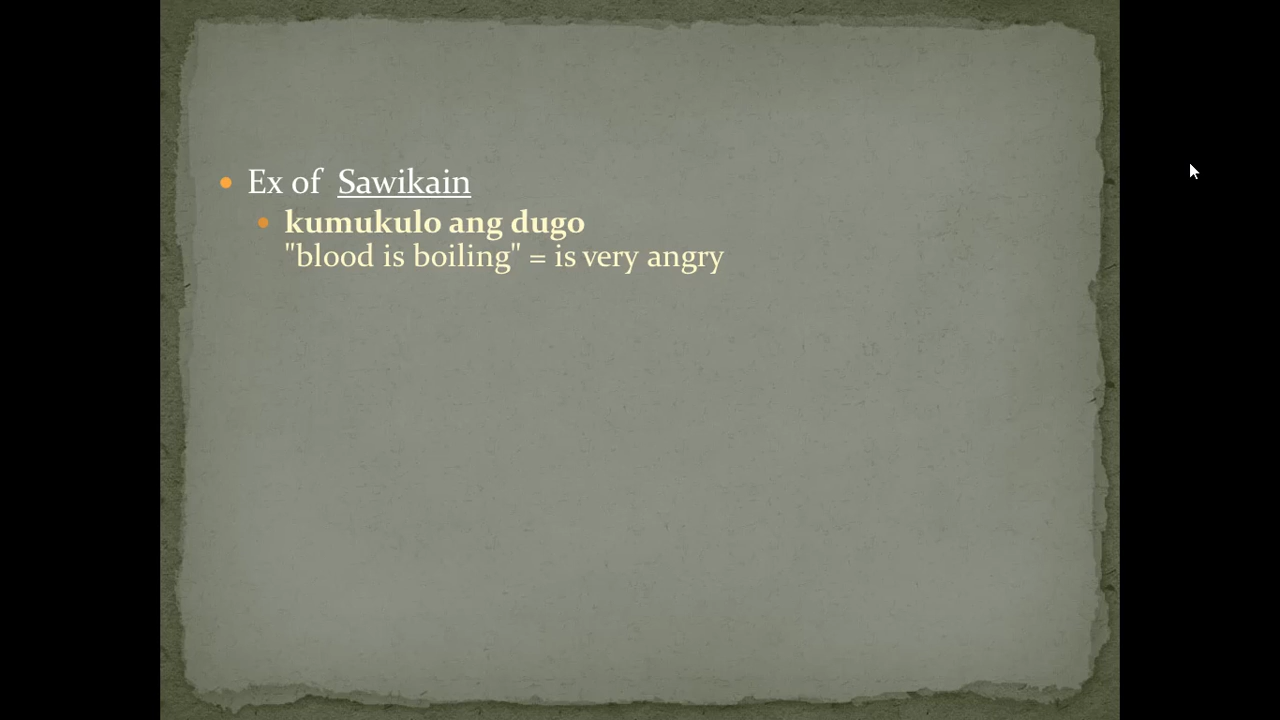 Ex of Sawikain
kumukulo ang dugo
"blood is boiling" = is very angry